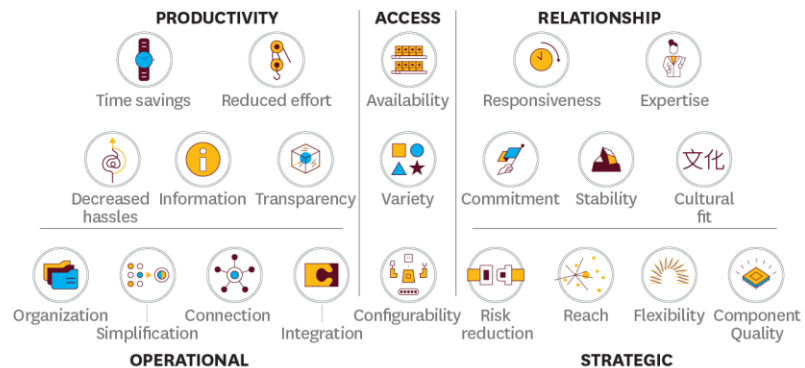 PRODUCTIVITY
ACCESS
RELATIONSHIP
Time savings
Reduced effort
Availability
Responsiveness
Expertise
Decreased
hassles
Information
Transparency
Variety
Commitment
Stability
文化
Cultural
fit
Organization
Simplification
Connection
Integration
Configurability
Risk
reduction
Reach
Flexibility
Component
Quality
OPERATIONAL
STRATEGIC